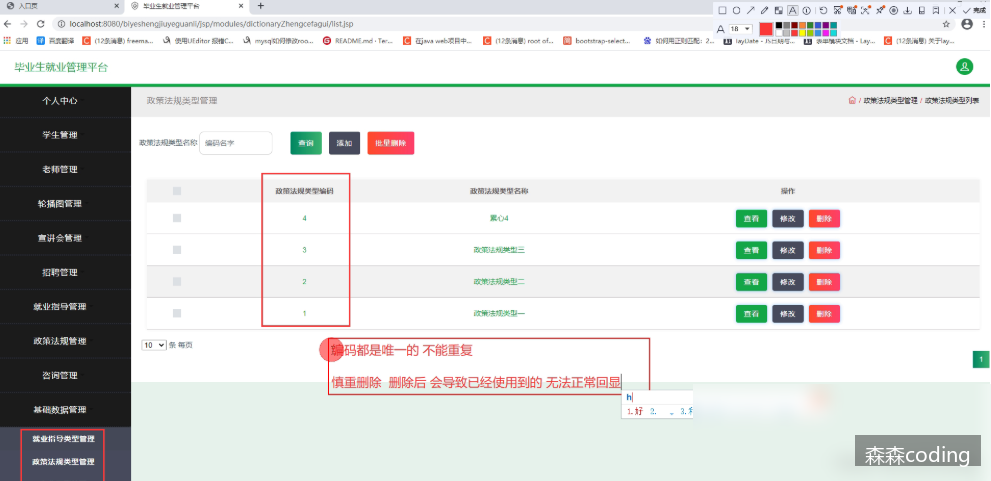 入口页
毕业生就业管理平台
localhost:8080/biyeshengjiuyeguanli/jsp/modules/dictionaryZhengcefagui/list.jsp
完成
A 18
应用 百度翻译 (12条消息) freema... 使用UEditor 报错C... mysql如何修改roo... README.md · Ter... 在java web项目中... (12条消息) root of... bootstrap-select... 如何用正则匹配：2... layDate - JS日期与... 表单模块文档 - Lay... (12条消息) 关于lay...
毕业生就业管理平台
个人中心
政策法规类型管理
/ 政策法规类型管理 / 政策法规类型列表
学生管理
政策法规类型名称 编码名字 查询 添加 批量删除
老师管理
政策法规类型编码 政策法规类型名称 操作
轮播图管理
4 素心4 查看 修改 删除
宣讲会管理
3 政策法规类型三 查看 修改 删除
招聘管理
2 政策法规类型二 查看 修改 删除
就业指导管理
1 政策法规类型一 查看 修改 删除
政策法规管理
10 条 每页
编码都是唯一的 不能重复
1
咨询管理
慎重删除 删除后 会导致已经使用到的 无法正常回显
h
基础数据管理
1.好 2. 。 3.
就业指导类型管理
政策法规类型管理
森森coding